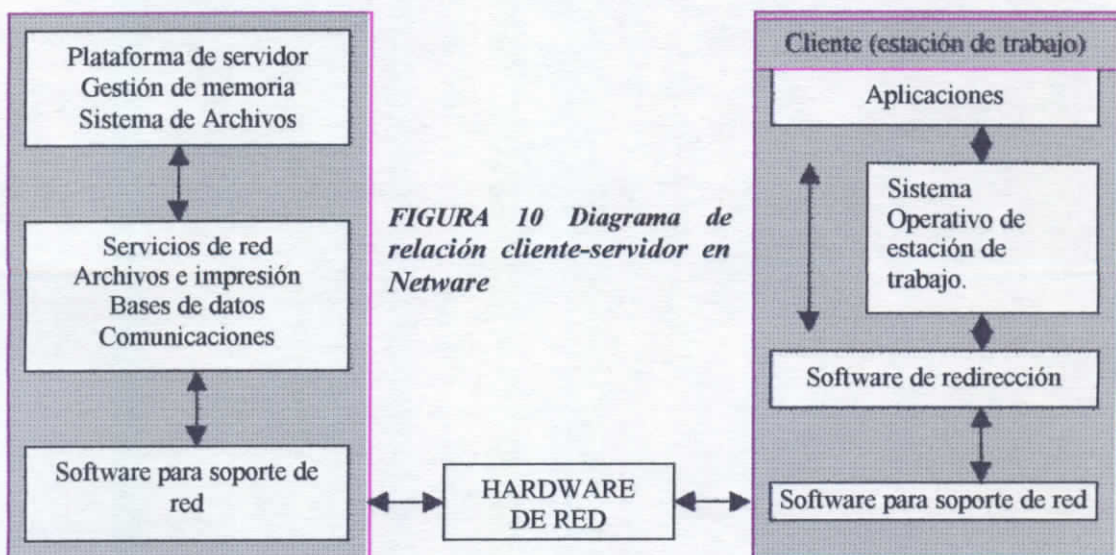 Plataforma de servidor
Gestión de memoria
Sistema de Archivos
Servicios de red
Archivos e impresión
Bases de datos
Comunicaciones
Software para soporte de
red
FIGURA 10 Diagrama de
relación cliente-servidor en
Netware
HARDWARE
DE RED
Cliente (estación de trabajo)
Aplicaciones
Sistema
Operativo de
estación de
trabajo.
Software de redirección
Software para soporte de red